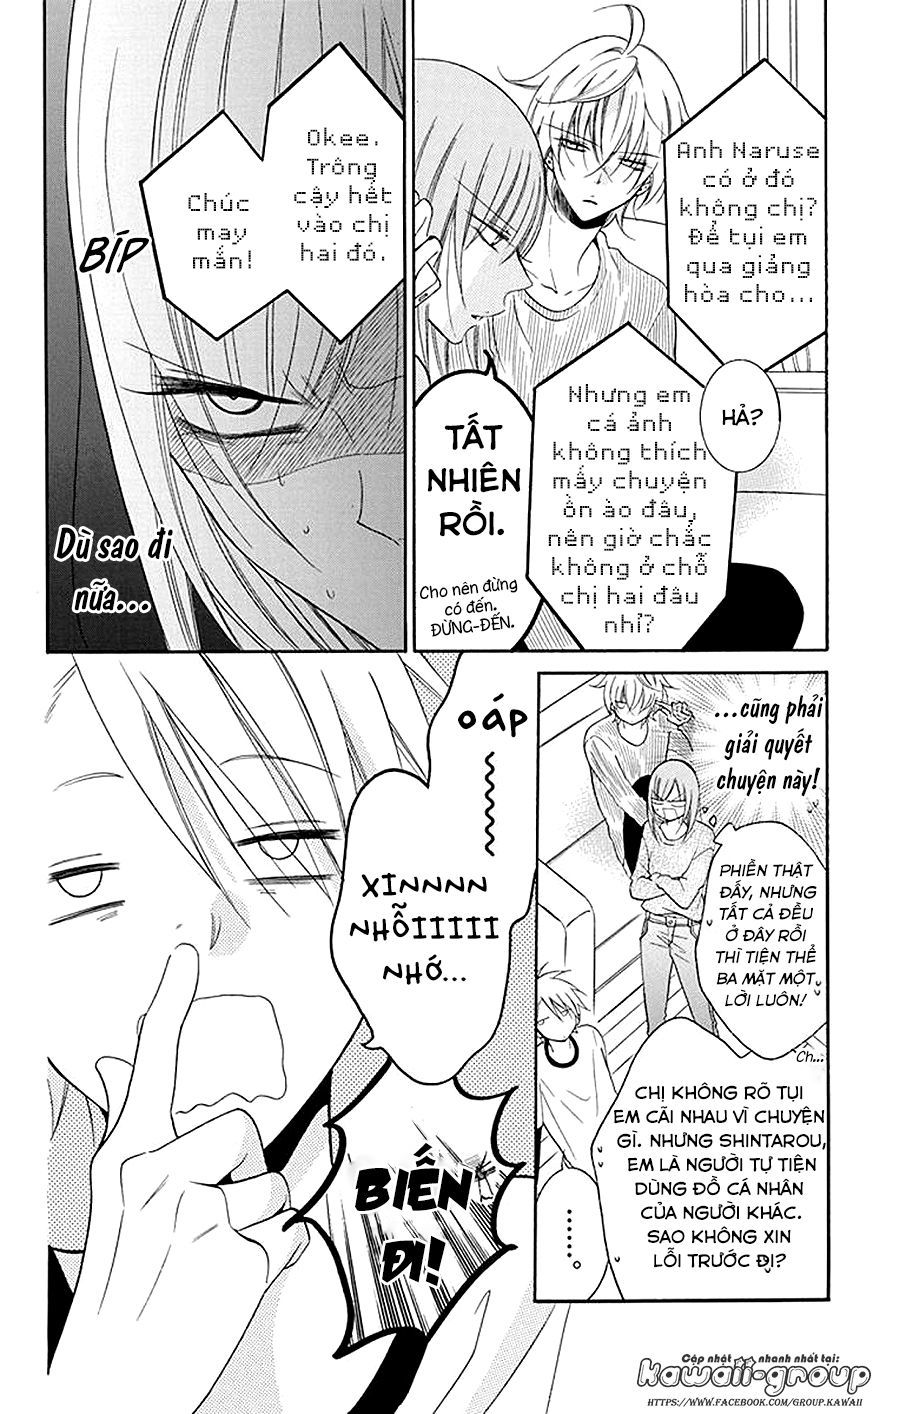 Anh Naruse
có ở đó
không chị?
Để tụi em
qua giảng
hòa cho...
HẢ?
Nhưng em
cá ảnh
không thích
mấy chuyện
ồn ào đâu,
nên giờ chắc
không ở chỗ
chị hai đâu
nhỉ?
TẤT
NHIÊN
RỒI.
Cho nên đừng
có đến.
ĐỪNG-ĐẾN.
Okee.
Trông
cậy hết
vào chị
hai đó.
Chúc
may
mắn!
BÍP
Dù sao đi
nữa...
...cũng phải
giải quyết
chuyện này!
PHIỀN THẬT
ĐẤY, NHƯNG
TẤT CẢ ĐỀU
Ở ĐÂY RỒI
THÌ TIỆN THỂ
BA MẶT MỘT
LỜI LUÔN!
Ch...
CHỊ KHÔNG RÕ TỤI
EM CÃI NHAU VÌ CHUYỆN
GÌ. NHƯNG SHINTAROU,
EM LÀ NGƯỜI TỰ TIỆN
DÙNG ĐỒ CÁ NHÂN
CỦA NGƯỜI KHÁC.
SAO KHÔNG XIN
LỖI TRƯỚC ĐI?
OÁP
XINNNN
NHỖIIIII
NHỚ...
BIẾN
ĐI!
Cập nhật nhanh nhất tại:
kawaii-group
HTTPS://WWW.FACEBOOK.COM/GROUP.KAWAII